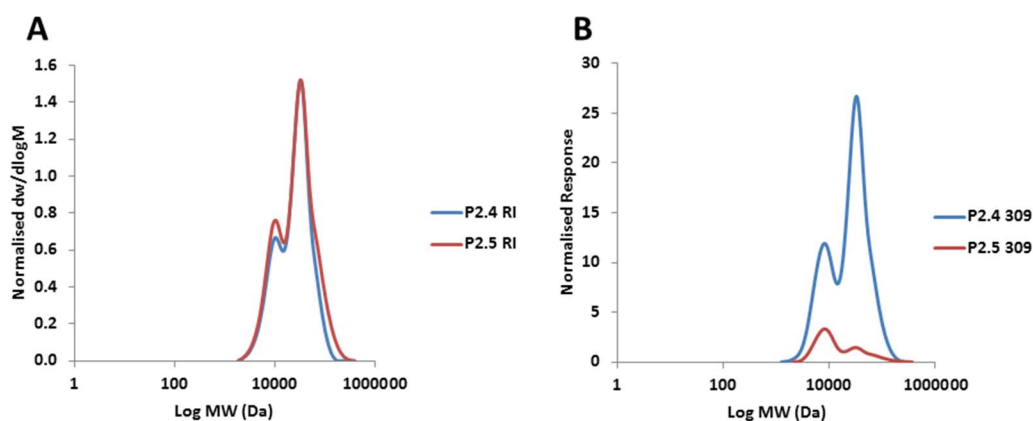 A
Normalised dw/dlogM
1.6
1.4
1.2
1.0
0.8
0.6
0.4
0.2
0.0
1 100 10000 1000000
Log MW (Da)
P2.4 RI
P2.5 RI
B
Normalised Response
30
25
20
15
10
5
0
1 100 10000 1000000
Log MW (Da)
P2.4 309
P2.5 309